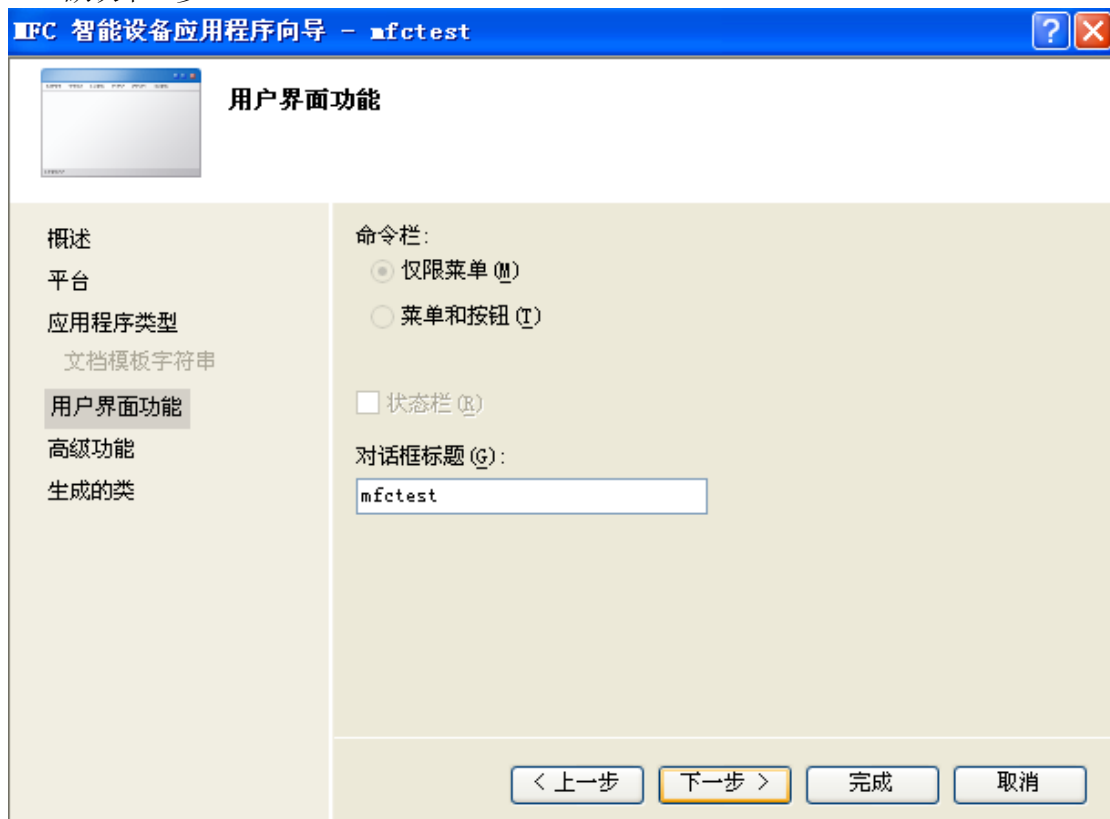 MFC 智能设备应用程序向导 - mfctest
用户界面功能
概述
平台
应用程序类型
文档模板字符串
用户界面功能
高级功能
生成的类
命令栏:
仅限菜单(M)
菜单和按钮(T)
状态栏(R)
对话框标题(G):
mfctest
< 上一步
下一步 >
完成
取消